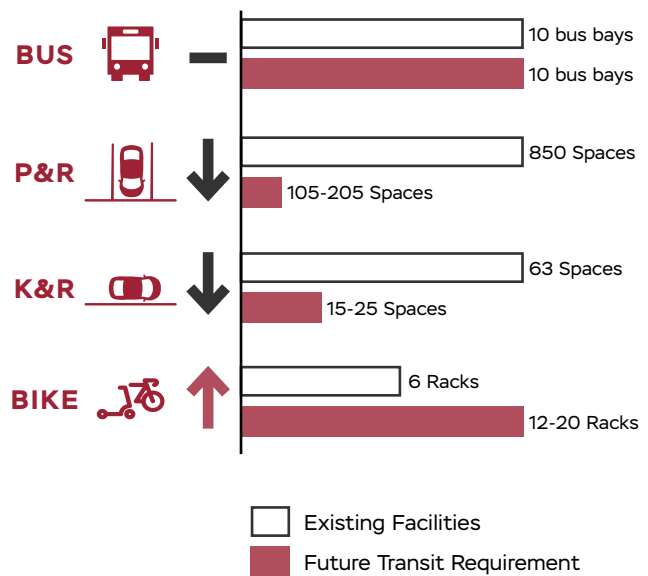 BUS
10 bus bays
10 bus bays
P&R
850 Spaces
105-205 Spaces
K&R
63 Spaces
15-25 Spaces
BIKE
6 Racks
12-20 Racks
Existing Facilities
Future Transit Requirement